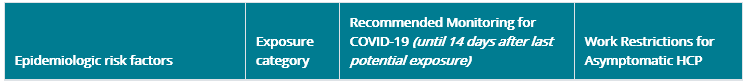 Recommended Monitoring for
Exposure COVID-19 (until 14 days after last Work Restrictions for
Epidemiologic risk factors category potential exposure) Asymptomatic HCP